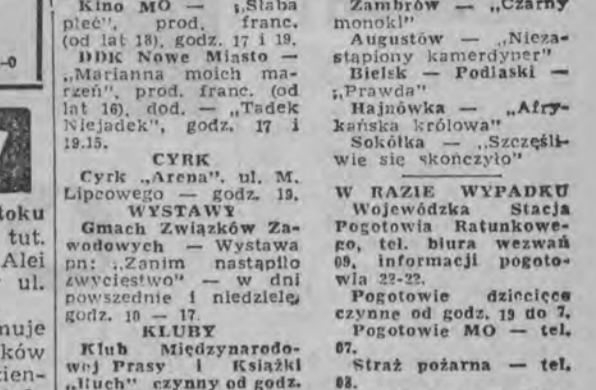 -0
loku
tut.
Alei
ul.
nuje
ków
zien-
Kino MO — „Słaba
płeć", prod. franc.
(od lat 18), godz. 17 i 19.
DDK Nowe Miasto —
„Marianna moich ma-
rzeń", prod. franc. (od
lat 16), dod. — „Tadek
Niejadek", godz. 17 i
19.15.
CYRK
Cyrk „Arena", ul. M.
Lipcowego — godz. 19.
WYSTAWY
Gmach Związków Za-
wodowych — Wystawa
pn: „Zanim nastąpiło
zwycięstwo" — w dni
powszednie i niedzielę
godz. 10 — 17.
KLUBY
Klub Międzynarodo-
wej Prasy i Książki
„Ruch" czynny od godz.
Zambrów — „Czarny
monokl"
Augustów — „Nieza-
stąpiony kamerdyner"
Bielsk — Podlaski —
„Prawda"
Hajnówka — „Afry-
kańska królowa"
Sokółka — „Szczęśli-
wie się skończyło"
W RAZIE WYPADKU
Wojewódzka Stacja
Pogotowia Ratunkowe-
go, tel. biura wezwań
09, informacji pogoto-
wia 22-22.
Pogotowie dziecięce
czynne od godz. 19 do 7.
Pogotowie MO — tel.
07.
Straż pożarna — tel.
08.